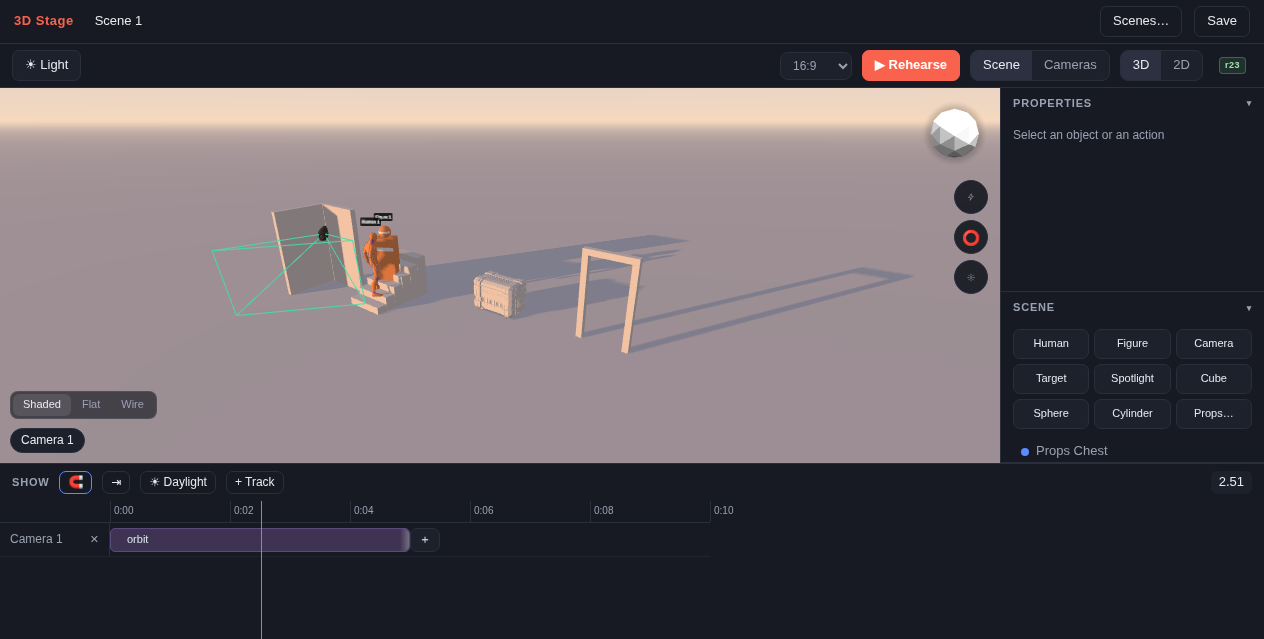 3D Stage Scene 1 Scenes… Save
☀ Light 16:9 ▶ Rehearse Scene Cameras 3D 2D r23
PROPERTIES
Select an object or an action
SCENE
Human Figure Camera
Target Spotlight Cube
Sphere Cylinder Props…
Props Chest
Shaded Flat Wire
Camera 1
SHOW ☀ Daylight + Track 2.51
0:00 0:02 0:04 0:06 0:08 0:10
Camera 1 × orbit +